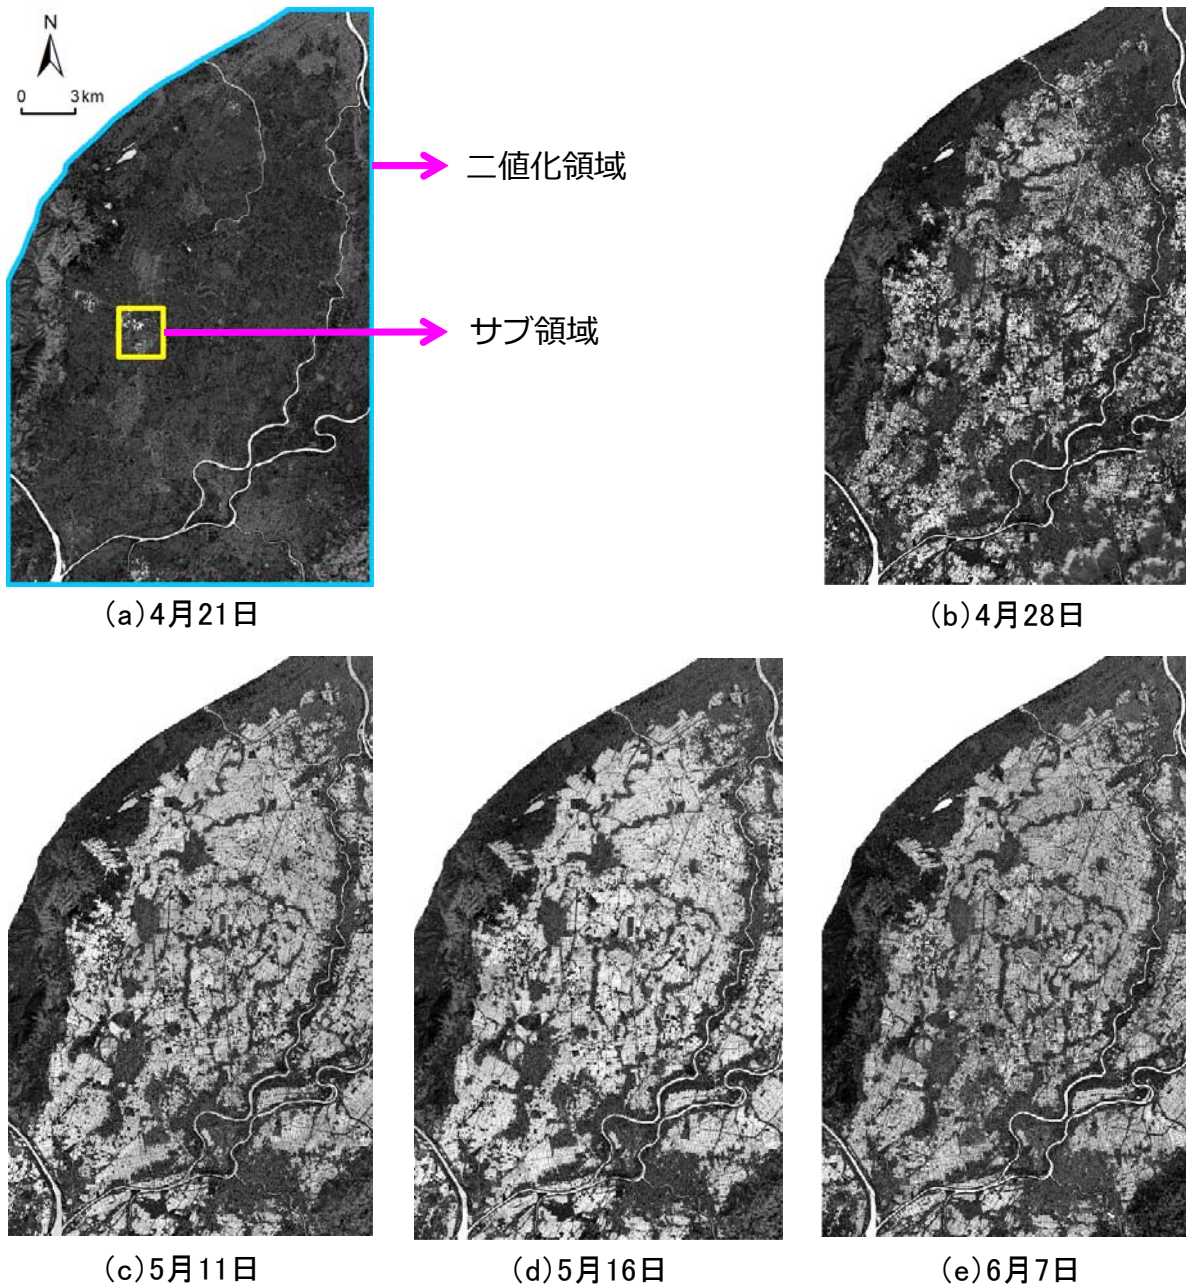 N
0 3km
二値化領域
サブ領域
(a)4月21日
(b)4月28日
(c)5月11日
(d)5月16日
(e)6月7日